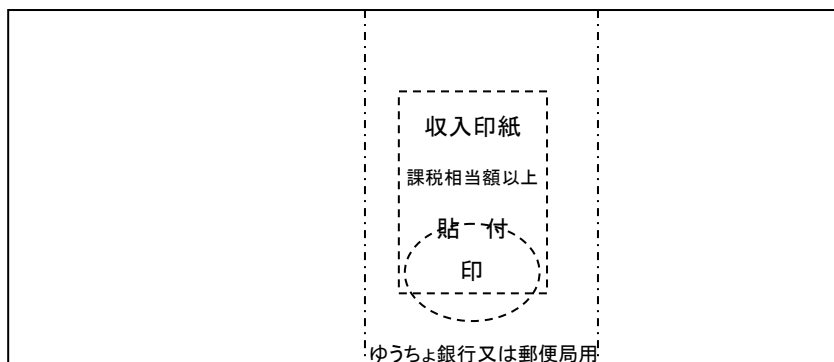 収入印紙
課税相当額以上
貼 付
印
ゆうちょ銀行又は郵便局用